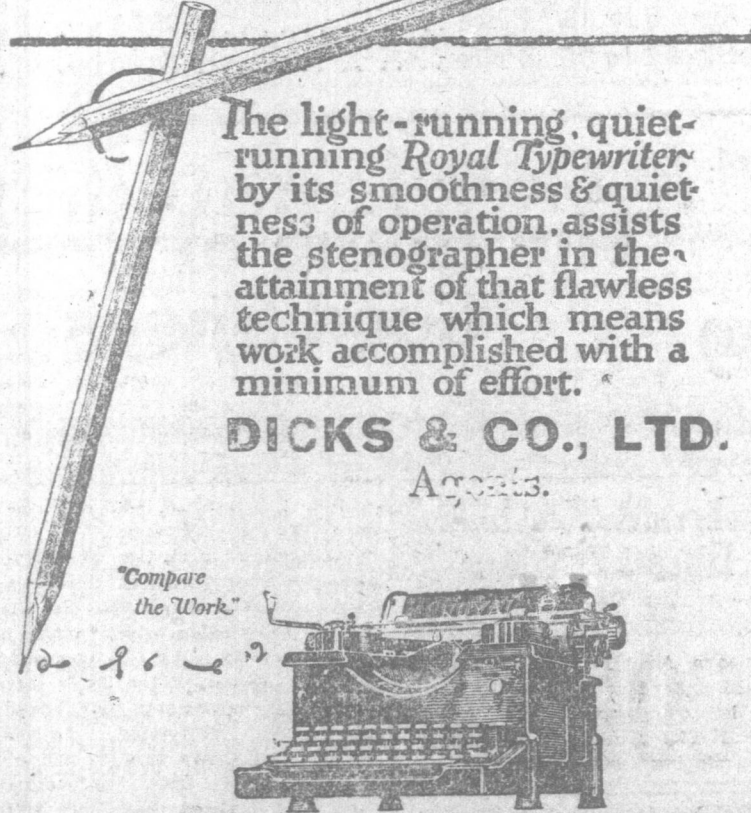 The light-running, quiet-
running Royal Typewriter,
by its smoothness & quiet-
ness of operation, assists
the stenographer in the
attainment of that flawless
technique which means
work accomplished with a
minimum of effort.
DICKS & CO., LTD.
Agents.
"Compare
the Work"